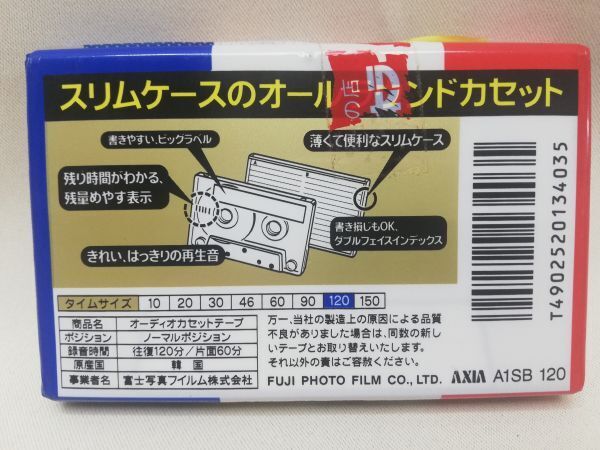 スリムケースのオール ンドカセット
の店
書きやすい、ビッグラベル
薄くて便利なスリムケース
残り時間がわかる、
残量めやす表示
書き損じもOK、
ダブルフェイスインデックス
きれい、はっきりの再生音
T4902520134035
タイムサイズ 10 20 30 46 60 90 120 150
商品名 オーディオカセットテープ
ポジション ノーマルポジション
録音時間 往復120分/片面60分
原産国 韓国
事業者名 富士写真フイルム株式会社
万一、当社の製造上の原因による品質
不良がありました場合は、同数の新し
いテープとお取り替えいたします。
それ以外の責はご容赦ください。
FUJI PHOTO FILM CO., LTD. AXIA A1SB 120